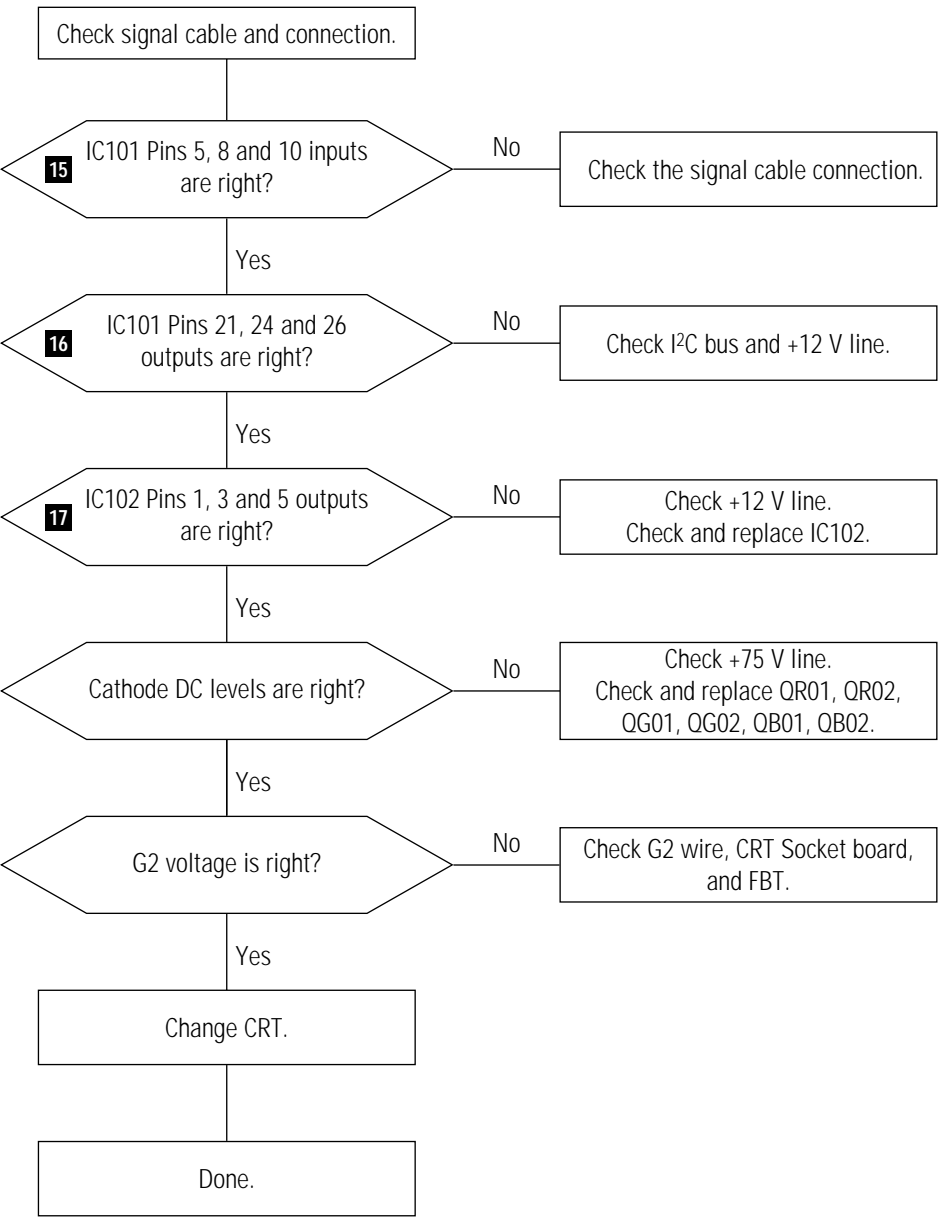 Check signal cable and connection.
15
IC101 Pins 5, 8 and 10 inputs
are right?
No
Check the signal cable connection.
Yes
16
IC101 Pins 21, 24 and 26
outputs are right?
No
Check I²C bus and +12 V line.
Yes
17
IC102 Pins 1, 3 and 5 outputs
are right?
No
Check +12 V line.
Check and replace IC102.
Yes
Cathode DC levels are right?
No
Check +75 V line.
Check and replace QR01, QR02,
QG01, QG02, QB01, QB02.
Yes
G2 voltage is right?
No
Check G2 wire, CRT Socket board,
and FBT.
Yes
Change CRT.
Done.